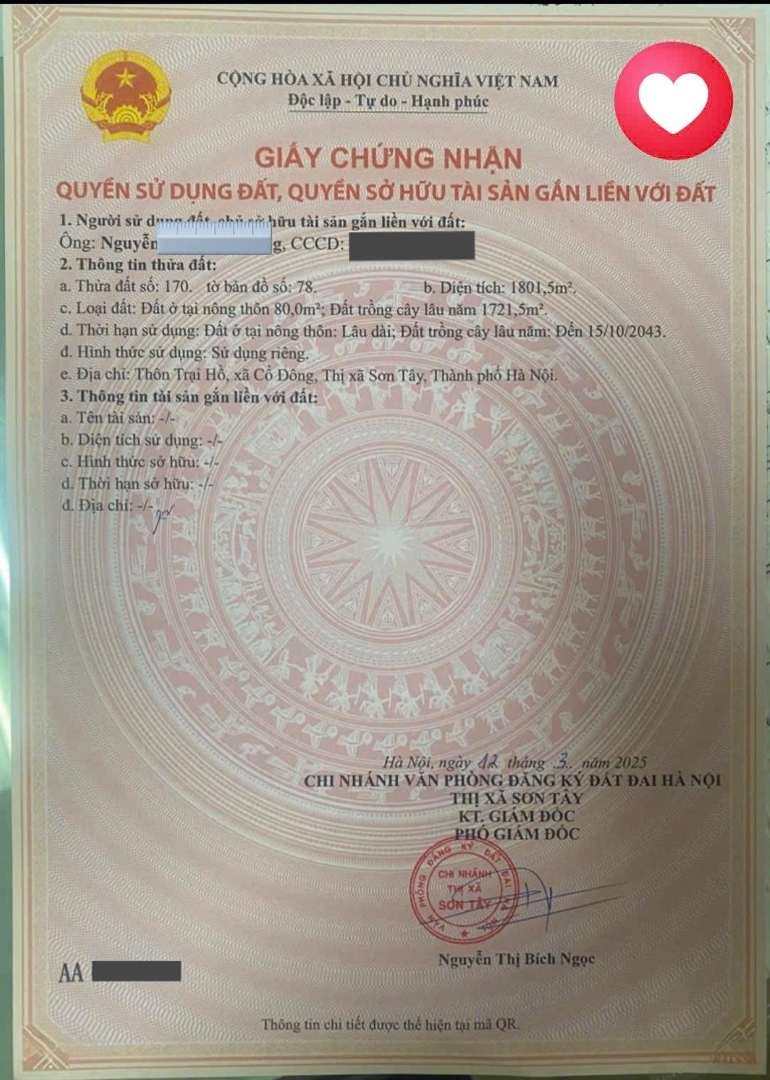 CỘNG HÒA XÃ HỘI CHỦ NGHĨA VIỆT NAM
Độc lập - Tự do - Hạnh phúc
GIẤY CHỨNG NHẬN
QUYỀN SỬ DỤNG ĐẤT, QUYỀN SỞ HỮU TÀI SẢN GẮN LIỀN VỚI ĐẤT
1. Người sử dụng đất, chủ sở hữu tài sản gắn liền với đất:
Ông: Nguyễn g, CCCD:
2. Thông tin thửa đất:
a. Thửa đất số: 170. tờ bản đồ số: 78. b. Diện tích: 1801,5m².
c. Loại đất: Đất ở tại nông thôn 80,0m²; Đất trồng cây lâu năm 1721,5m².
d. Thời hạn sử dụng: Đất ở tại nông thôn: Lâu dài; Đất trồng cây lâu năm: Đến 15/10/2043.
đ. Hình thức sử dụng: Sử dụng riêng.
e. Địa chỉ: Thôn Trại Hồ, xã Cổ Đông, Thị xã Sơn Tây, Thành phố Hà Nội.
3. Thông tin tài sản gắn liền với đất:
a. Tên tài sản: -/-
b. Diện tích sử dụng: -/-
c. Hình thức sở hữu: -/-
d. Thời hạn sở hữu: -/-
đ. Địa chỉ: -/-
Hà Nội, ngày 12 tháng 3 năm 2025
CHI NHÁNH VĂN PHÒNG ĐĂNG KÝ ĐẤT ĐAI HÀ NỘI
THỊ XÃ SƠN TÂY
KT. GIÁM ĐỐC
PHÓ GIÁM ĐỐC
VĂN PHÒNG ĐĂNG KÝ ĐẤT ĐAI HÀ NỘI
CHI NHÁNH
THỊ XÃ
SƠN TÂY
Nguyễn Thị Bích Ngọc
AA
Thông tin chi tiết được thể hiện tại mã QR.